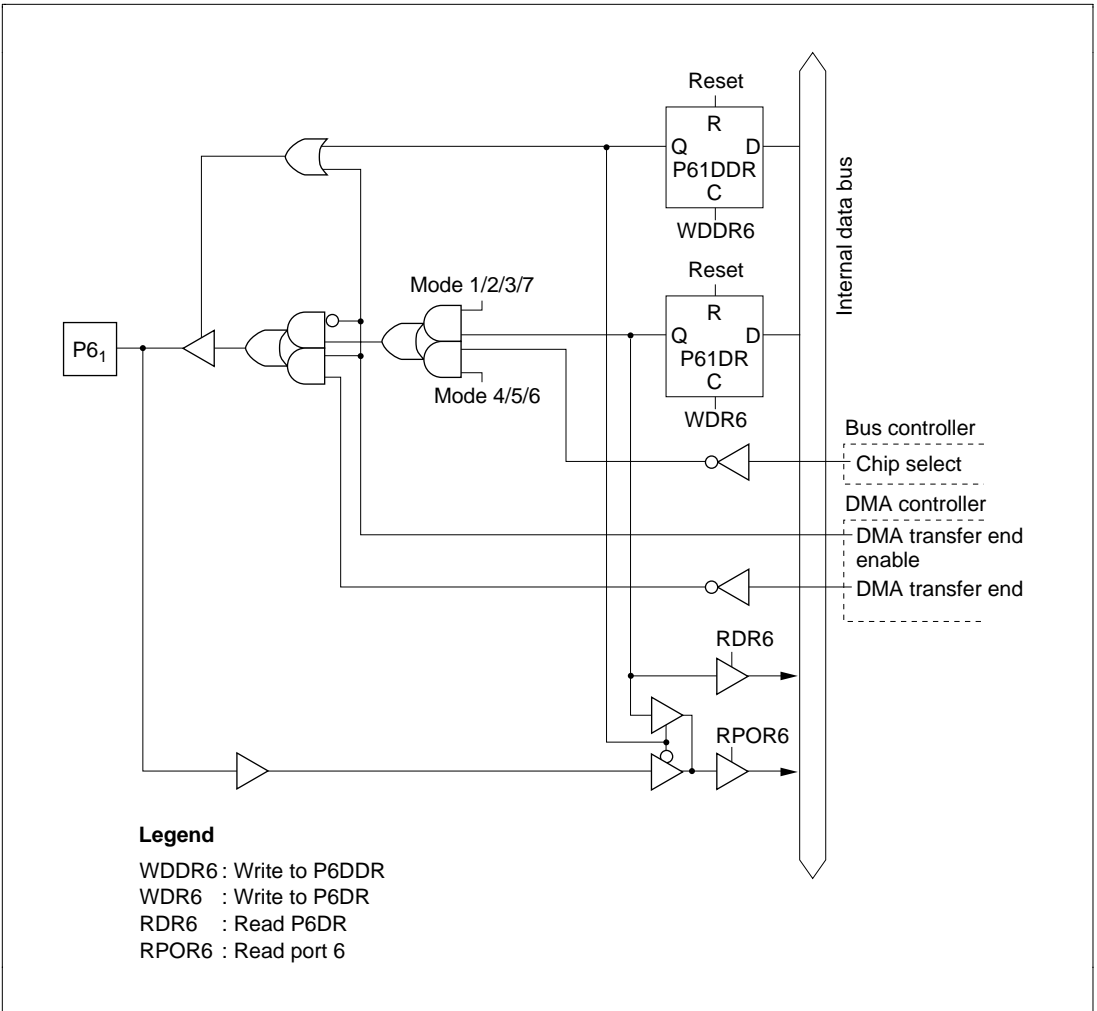 Reset
R
Q D
P61DDR
C
WDDR6
Internal data bus
Mode 1/2/3/7
Reset
R
Q D
P61DR
C
WDR6
P6₁
Mode 4/5/6
Bus controller
Chip select
DMA controller
DMA transfer end
enable
DMA transfer end
RDR6
RPOR6
Legend
WDDR6 : Write to P6DDR
WDR6 : Write to P6DR
RDR6 : Read P6DR
RPOR6 : Read port 6